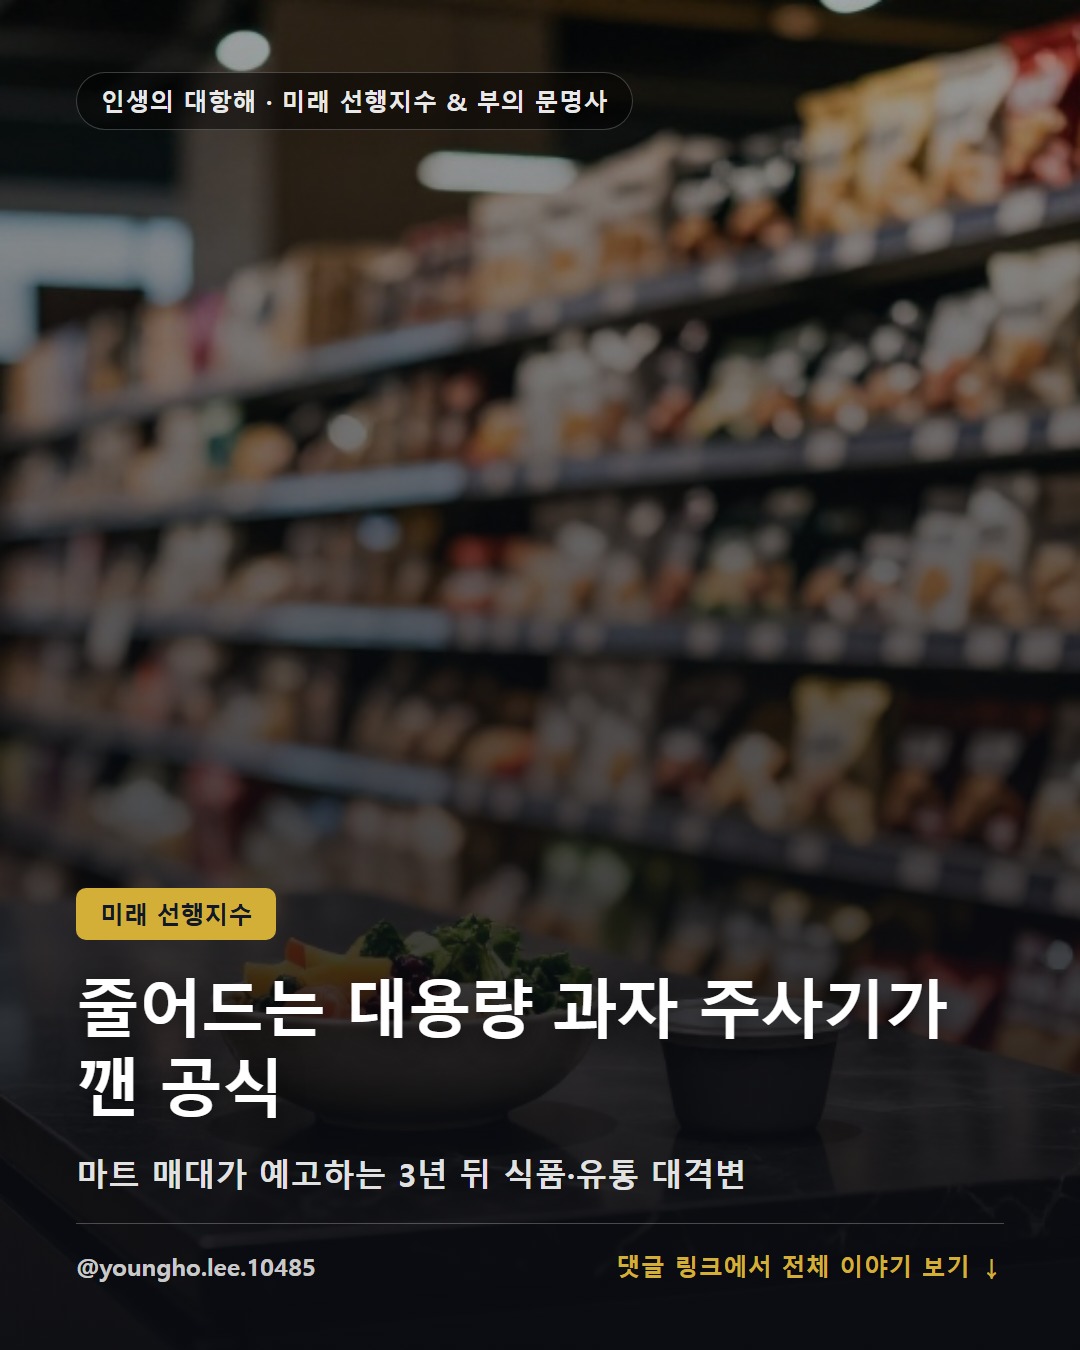 인생의 대항해 · 미래 선행지수 & 부의 문명사
미래 선행지수
줄어드는 대용량 과자 주사기가
깬 공식
마트 매대가 예고하는 3년 뒤 식품·유통 대격변
@youngho.lee.10485
댓글 링크에서 전체 이야기 보기 ↓